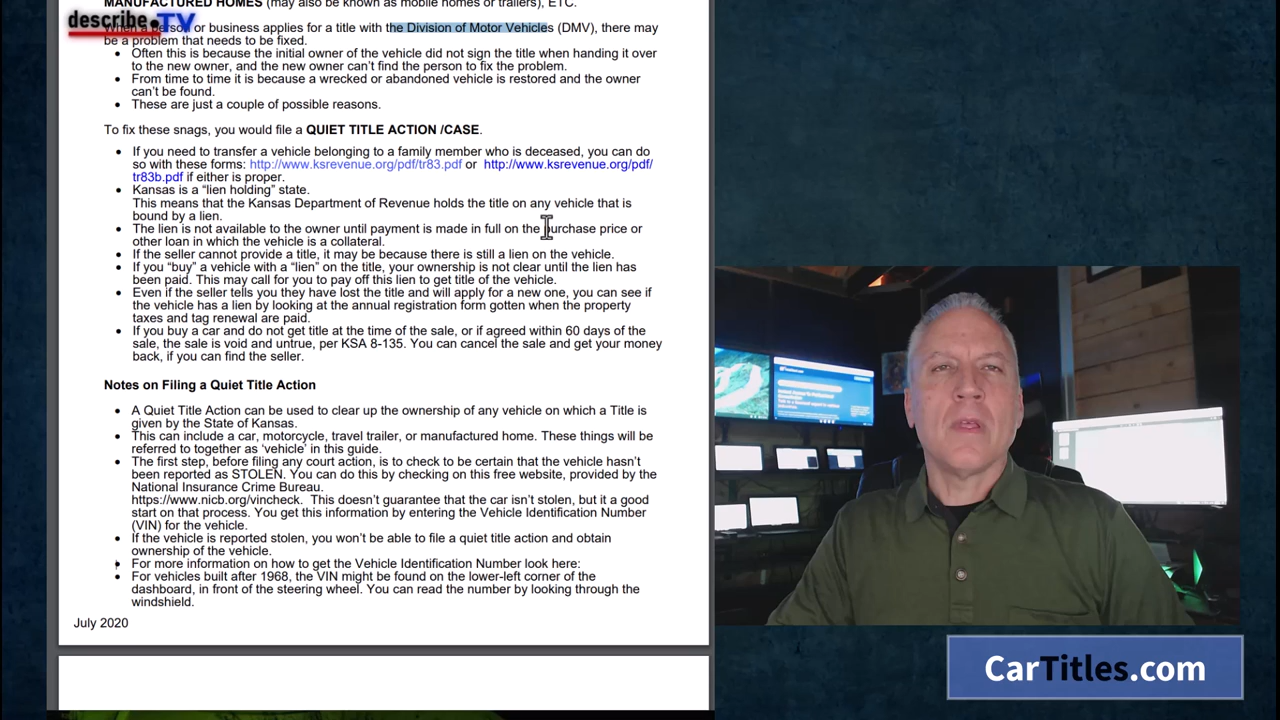 MANUFACTURED HOMES (may also be known as mobile homes or trailers), ETC.
describe.TV
When a person or business applies for a title with the Division of Motor Vehicles (DMV), there may
be a problem that needs to be fixed.
• Often this is because the initial owner of the vehicle did not sign the title when handing it over
to the new owner, and the new owner can't find the person to fix the problem.
• From time to time it is because a wrecked or abandoned vehicle is restored and the owner
can't be found.
• These are just a couple of possible reasons.
To fix these snags, you would file a QUIET TITLE ACTION /CASE.
• If you need to transfer a vehicle belonging to a family member who is deceased, you can do
so with these forms: http://www.ksrevenue.org/pdf/tr83.pdf or http://www.ksrevenue.org/pdf/
tr83b.pdf if either is proper.
• Kansas is a “lien holding” state.
This means that the Kansas Department of Revenue holds the title on any vehicle that is
bound by a lien.
• The lien is not available to the owner until payment is made in full on the purchase price or
other loan in which the vehicle is a collateral.
• If the seller cannot provide a title, it may be because there is still a lien on the vehicle.
• If you “buy” a vehicle with a “lien” on the title, your ownership is not clear until the lien has
been paid. This may call for you to pay off this lien to get title of the vehicle.
• Even if the seller tells you they have lost the title and will apply for a new one, you can see if
the vehicle has a lien by looking at the annual registration form gotten when the property
taxes and tag renewal are paid.
• If you buy a car and do not get title at the time of the sale, or if agreed within 60 days of the
sale, the sale is void and untrue, per KSA 8-135. You can cancel the sale and get your money
back, if you can find the seller.
Notes on Filing a Quiet Title Action
• A Quiet Title Action can be used to clear up the ownership of any vehicle on which a Title is
given by the State of Kansas.
• This can include a car, motorcycle, travel trailer, or manufactured home. These things will be
referred to together as ‘vehicle’ in this guide.
• The first step, before filing any court action, is to check to be certain that the vehicle hasn’t
been reported as STOLEN. You can do this by checking on this free website, provided by the
National Insurance Crime Bureau.
https://www.nicb.org/vincheck. This doesn’t guarantee that the car isn’t stolen, but it a good
start on that process. You get this information by entering the Vehicle Identification Number
(VIN) for the vehicle.
• If the vehicle is reported stolen, you won’t be able to file a quiet title action and obtain
ownership of the vehicle.
• For more information on how to get the Vehicle Identification Number look here:
• For vehicles built after 1968, the VIN might be found on the lower-left corner of the
dashboard, in front of the steering wheel. You can read the number by looking through the
windshield.
July 2020
CarTitles.com